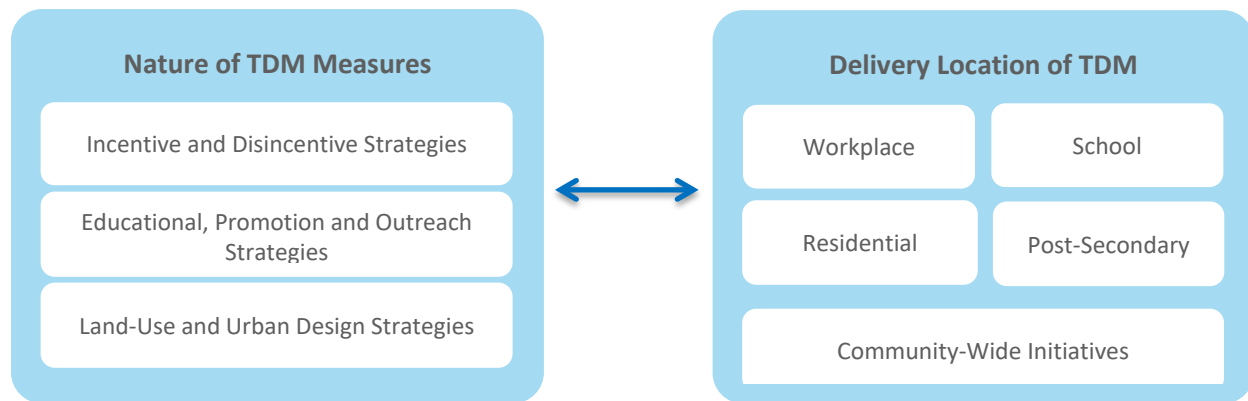 Nature of TDM Measures
Incentive and Disincentive Strategies
Educational, Promotion and Outreach
Strategies
Land-Use and Urban Design Strategies
Delivery Location of TDM
Workplace
School
Residential
Post-Secondary
Community-Wide Initiatives